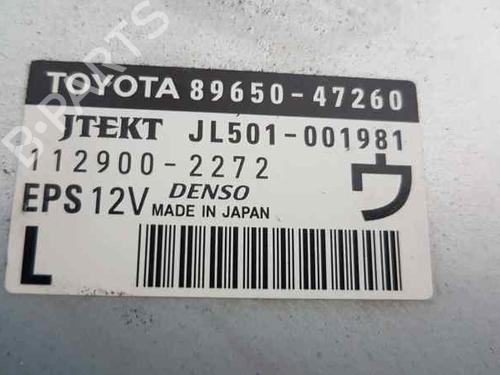 TOYOTA 89650-47260
JTEKT JL501-001981
112900-2272
ウ
EPS 12V DENSO
MADE IN JAPAN
L
B-PARTS